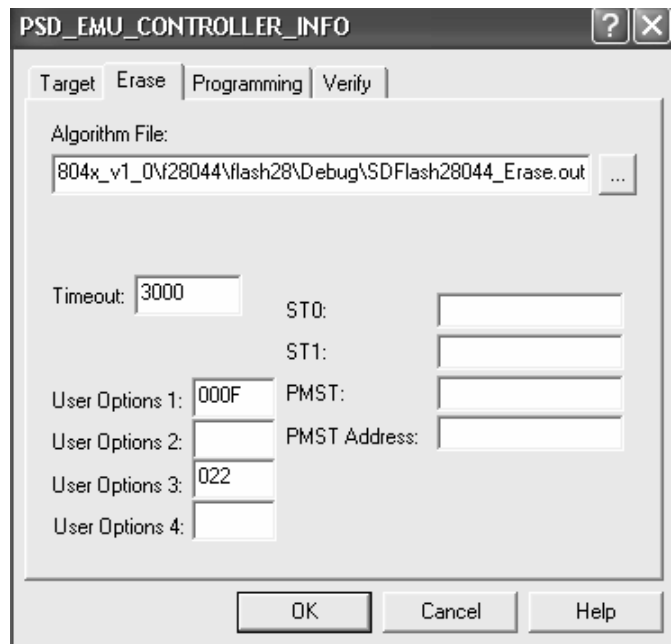 PSD_EMU_CONTROLLER_INFO
Target Erase Programming Verify
Algorithm File:
804x_v1_0\f28044\flash28\Debug\SDFlash28044_Erase.out ...
Timeout: 3000
ST0:
ST1:
User Options 1: 000F PMST:
User Options 2: PMST Address:
User Options 3: 022
User Options 4:
OK Cancel Help